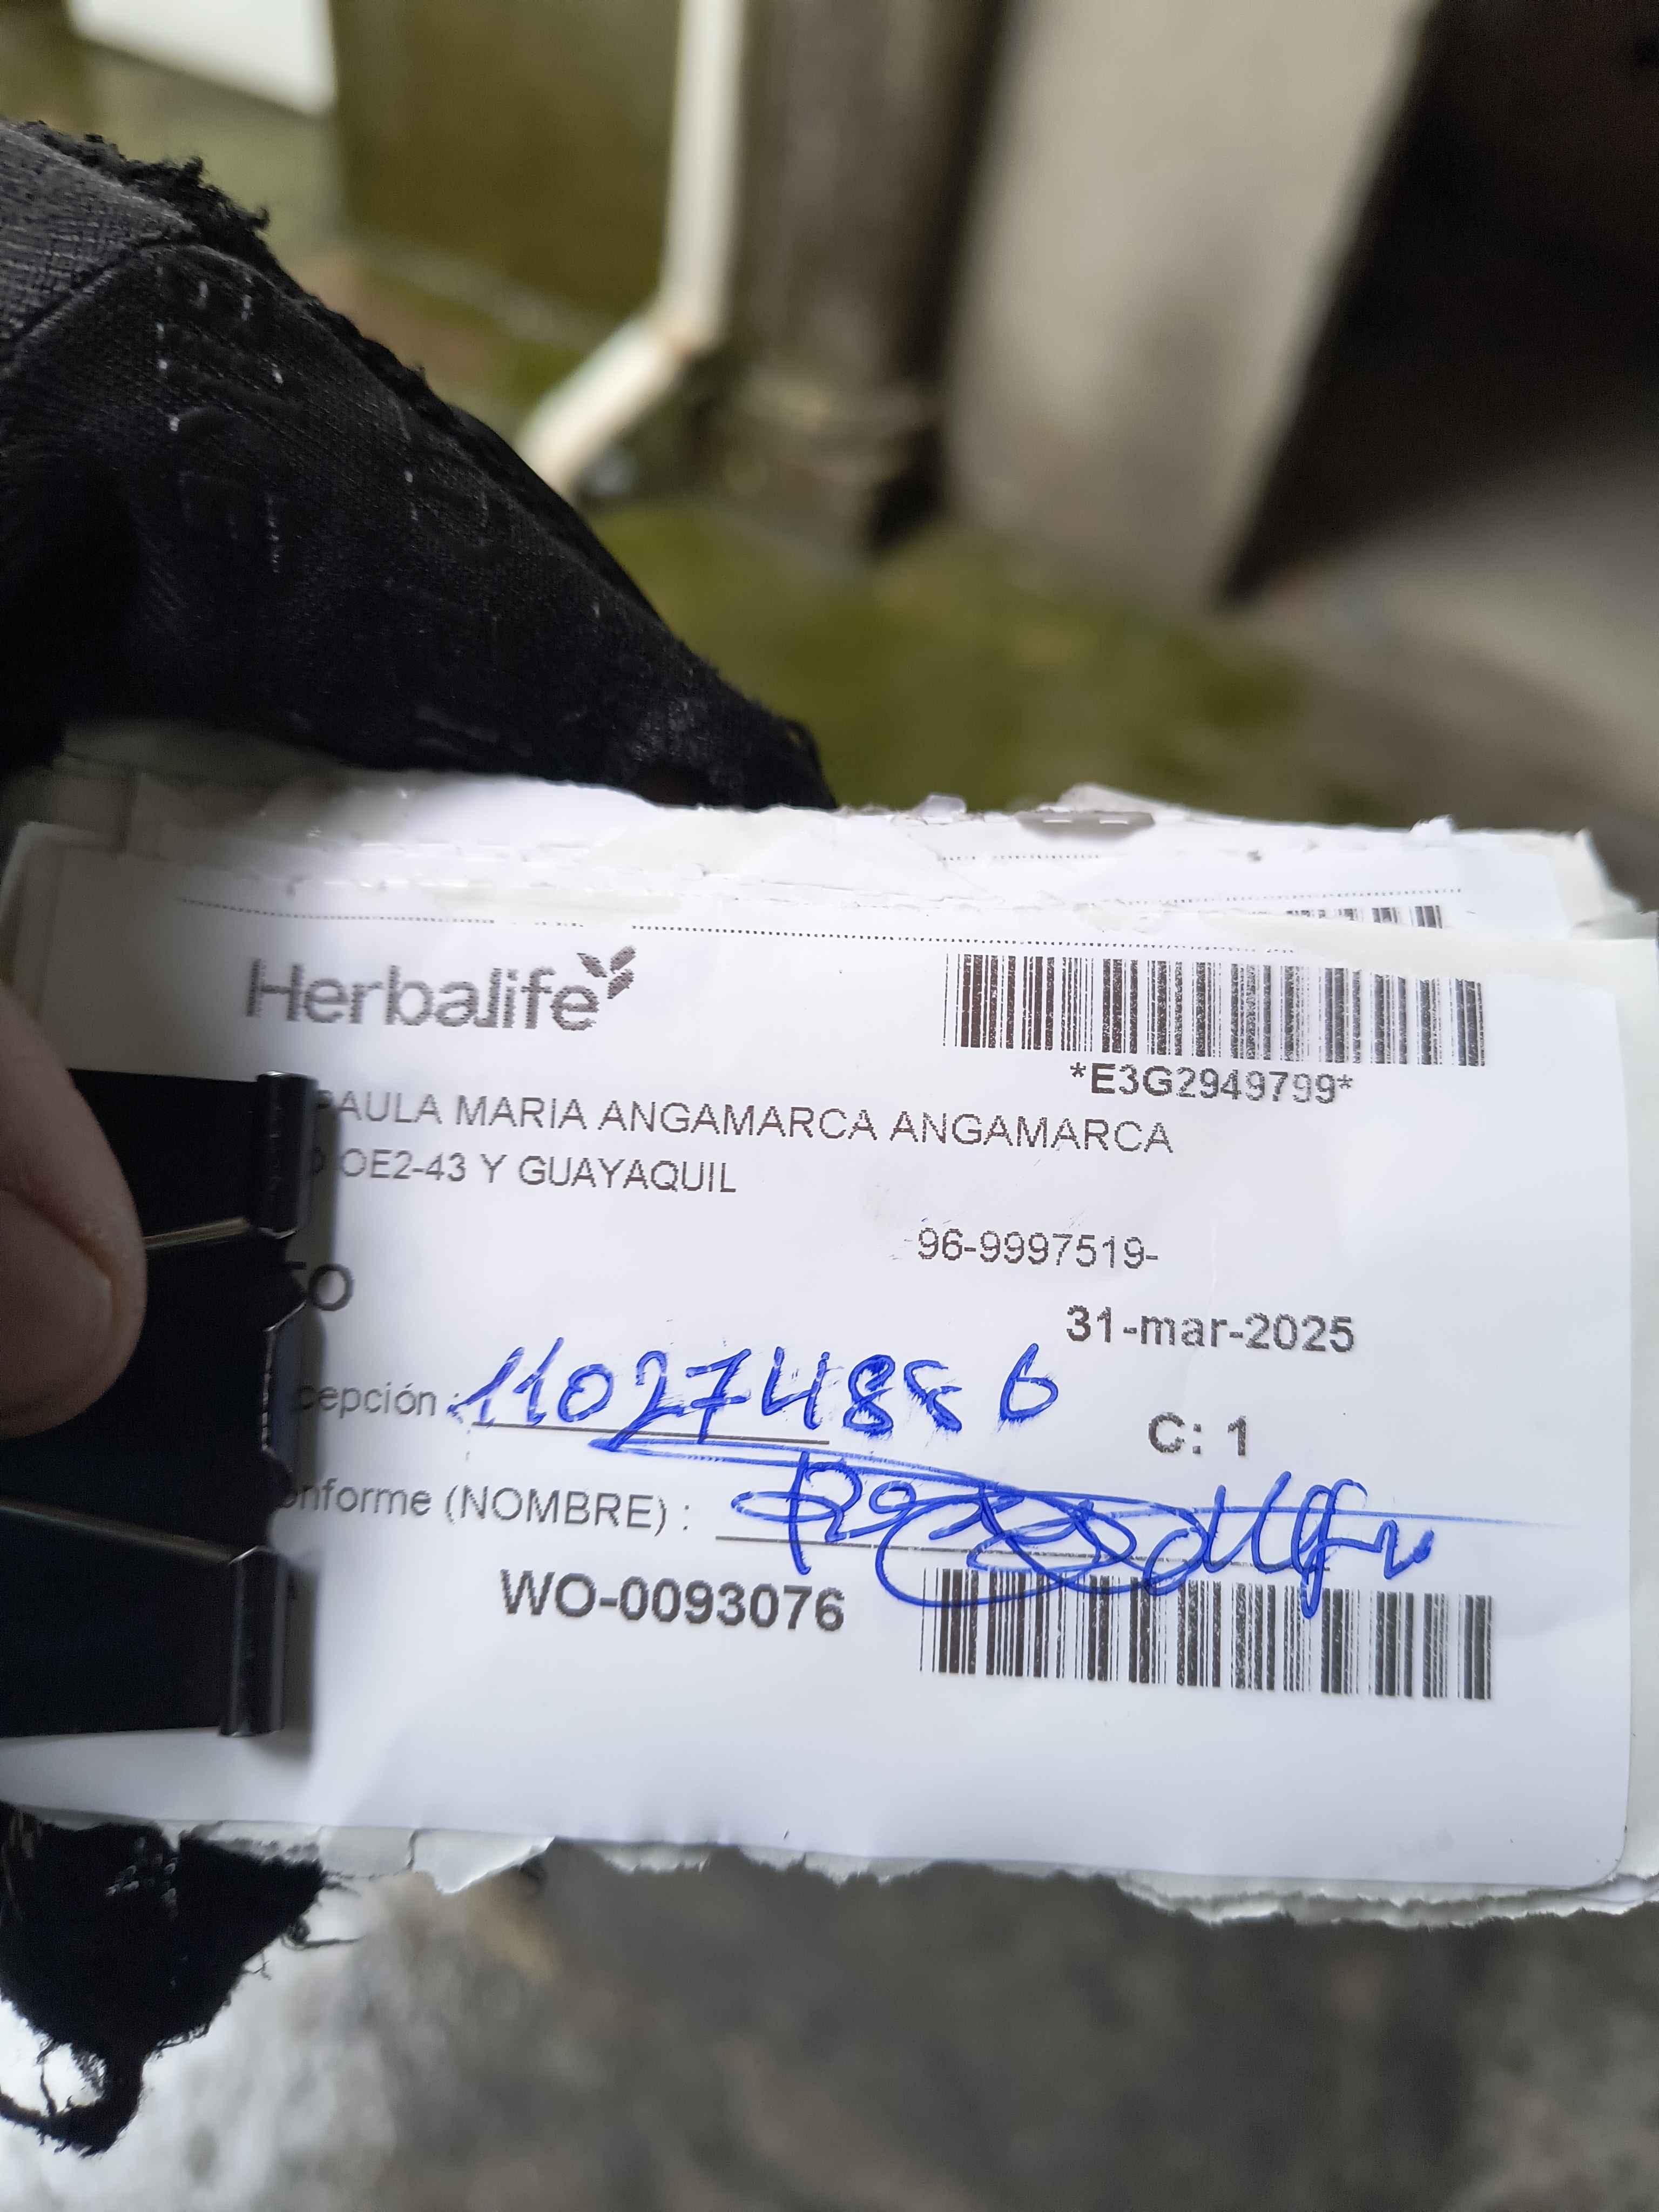 Herbalife
*E3G2949799*
PAULA MARIA ANGAMARCA ANGAMARCA
OE2-43 Y GUAYAQUIL
96-9997519-
31-mar-2025
cepción :
C: 1
onforme (NOMBRE) :
WO-0093076